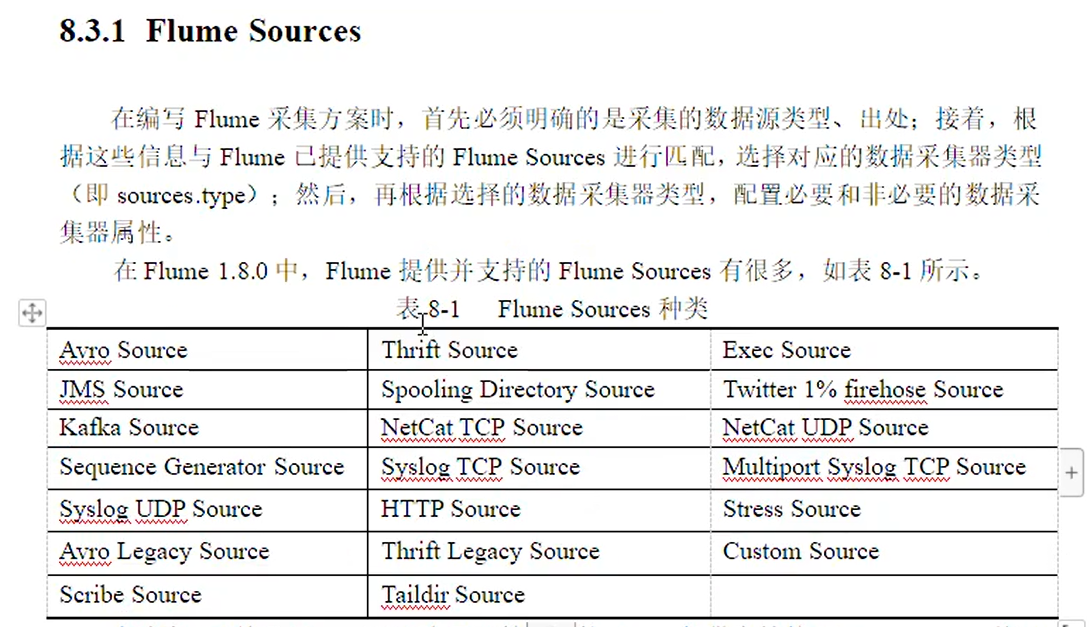 8.3.1 Flume Sources
在编写 Flume 采集方案时，首先必须明确的是采集的数据源类型、出处；接着，根
据这些信息与 Flume 已提供支持的 Flume Sources 进行匹配，选择对应的数据采集器类型
（即 sources.type）；然后，再根据选择的数据采集器类型，配置必要和非必要的数据采
集器属性。
在 Flume 1.8.0 中，Flume 提供并支持的 Flume Sources 有很多，如表 8-1 所示。
表 8-1 Flume Sources 种类
Avro Source Thrift Source Exec Source
JMS Source Spooling Directory Source Twitter 1% firehose Source
Kafka Source NetCat TCP Source NetCat UDP Source
Sequence Generator Source Syslog TCP Source Multiport Syslog TCP Source
Syslog UDP Source HTTP Source Stress Source
Avro Legacy Source Thrift Legacy Source Custom Source
Scribe Source Taildir Source